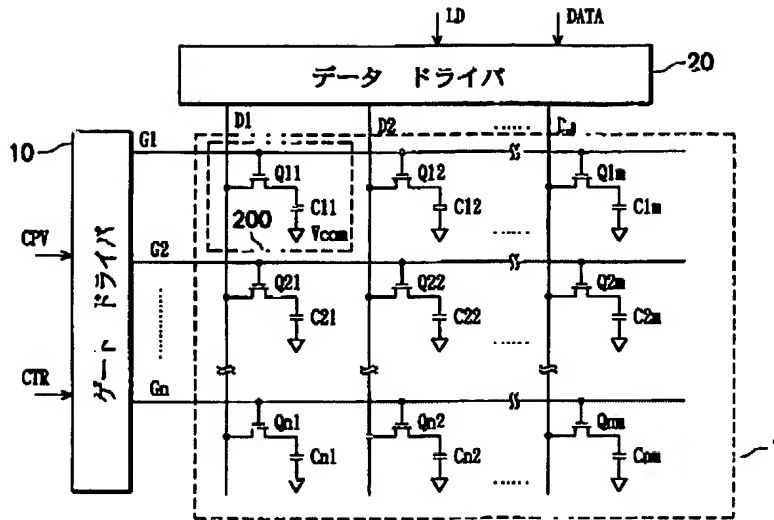 LD DATA
データ ドライバ
20
D1 D2 ......
10
G1
Q11 Q12 Q1m
C11 C12 C1m
200
Vcom
......
CPV
G2
Q21 Q22 Q2m
C21 C22 C2m
......
ゲート ドライバ
CTR
Gn
Qn1 Qn2 Qnm
Cn1 Cn2 Cnm
......